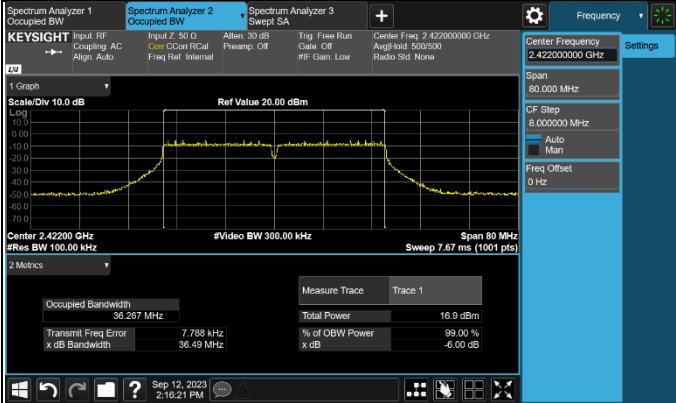 Spectrum Analyzer 1
Occupied BW
Spectrum Analyzer 2
Occupied BW
Spectrum Analyzer 3
Swept SA
+
Frequency
KEYSIGHT
Input: RF
Coupling: AC
Align: Auto
Input Z: 50 Ω
Corr CCorr RCal
Freq Ref: Internal
Atten: 30 dB
Preamp: Off
Trig: Free Run
Gate: Off
#IF Gain: Low
Center Freq: 2.422000000 GHz
Avg|Hold: 500/500
Radio Std: None
LXI
Center Frequency
2.422000000 GHz
Settings
Span
80.000 MHz
CF Step
8.000000 MHz
Auto
Man
Freq Offset
0 Hz
1 Graph
Scale/Div 10.0 dB
Ref Value 20.00 dBm
Log
10.0
0.00
-10.0
-20.0
-30.0
-40.0
-50.0
-60.0
-70.0
Center 2.42200 GHz
#Video BW 300.00 kHz
Span 80 MHz
#Res BW 100.00 kHz
Sweep 7.67 ms (1001 pts)
2 Metrics
Measure Trace
Trace 1
Occupied Bandwidth
36.267 MHz
Total Power
16.9 dBm
Transmit Freq Error
7.788 kHz
% of OBW Power
99.00 %
x dB Bandwidth
36.49 MHz
x dB
-6.00 dB
?
Sep 12, 2023
2:16:21 PM